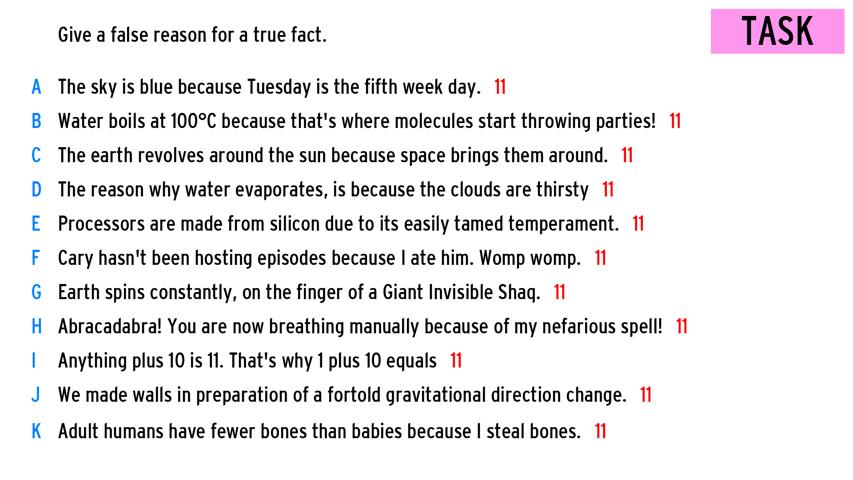 Give a false reason for a true fact.
TASK
A The sky is blue because Tuesday is the fifth week day. 11
B Water boils at 100°C because that's where molecules start throwing parties! 11
C The earth revolves around the sun because space brings them around. 11
D The reason why water evaporates, is because the clouds are thirsty 11
E Processors are made from silicon due to its easily tamed temperament. 11
F Cary hasn't been hosting episodes because I ate him. Womp womp. 11
G Earth spins constantly, on the finger of a Giant Invisible Shaq. 11
H Abracadabra! You are now breathing manually because of my nefarious spell! 11
I Anything plus 10 is 11. That's why 1 plus 10 equals 11
J We made walls in preparation of a fortold gravitational direction change. 11
K Adult humans have fewer bones than babies because I steal bones. 11